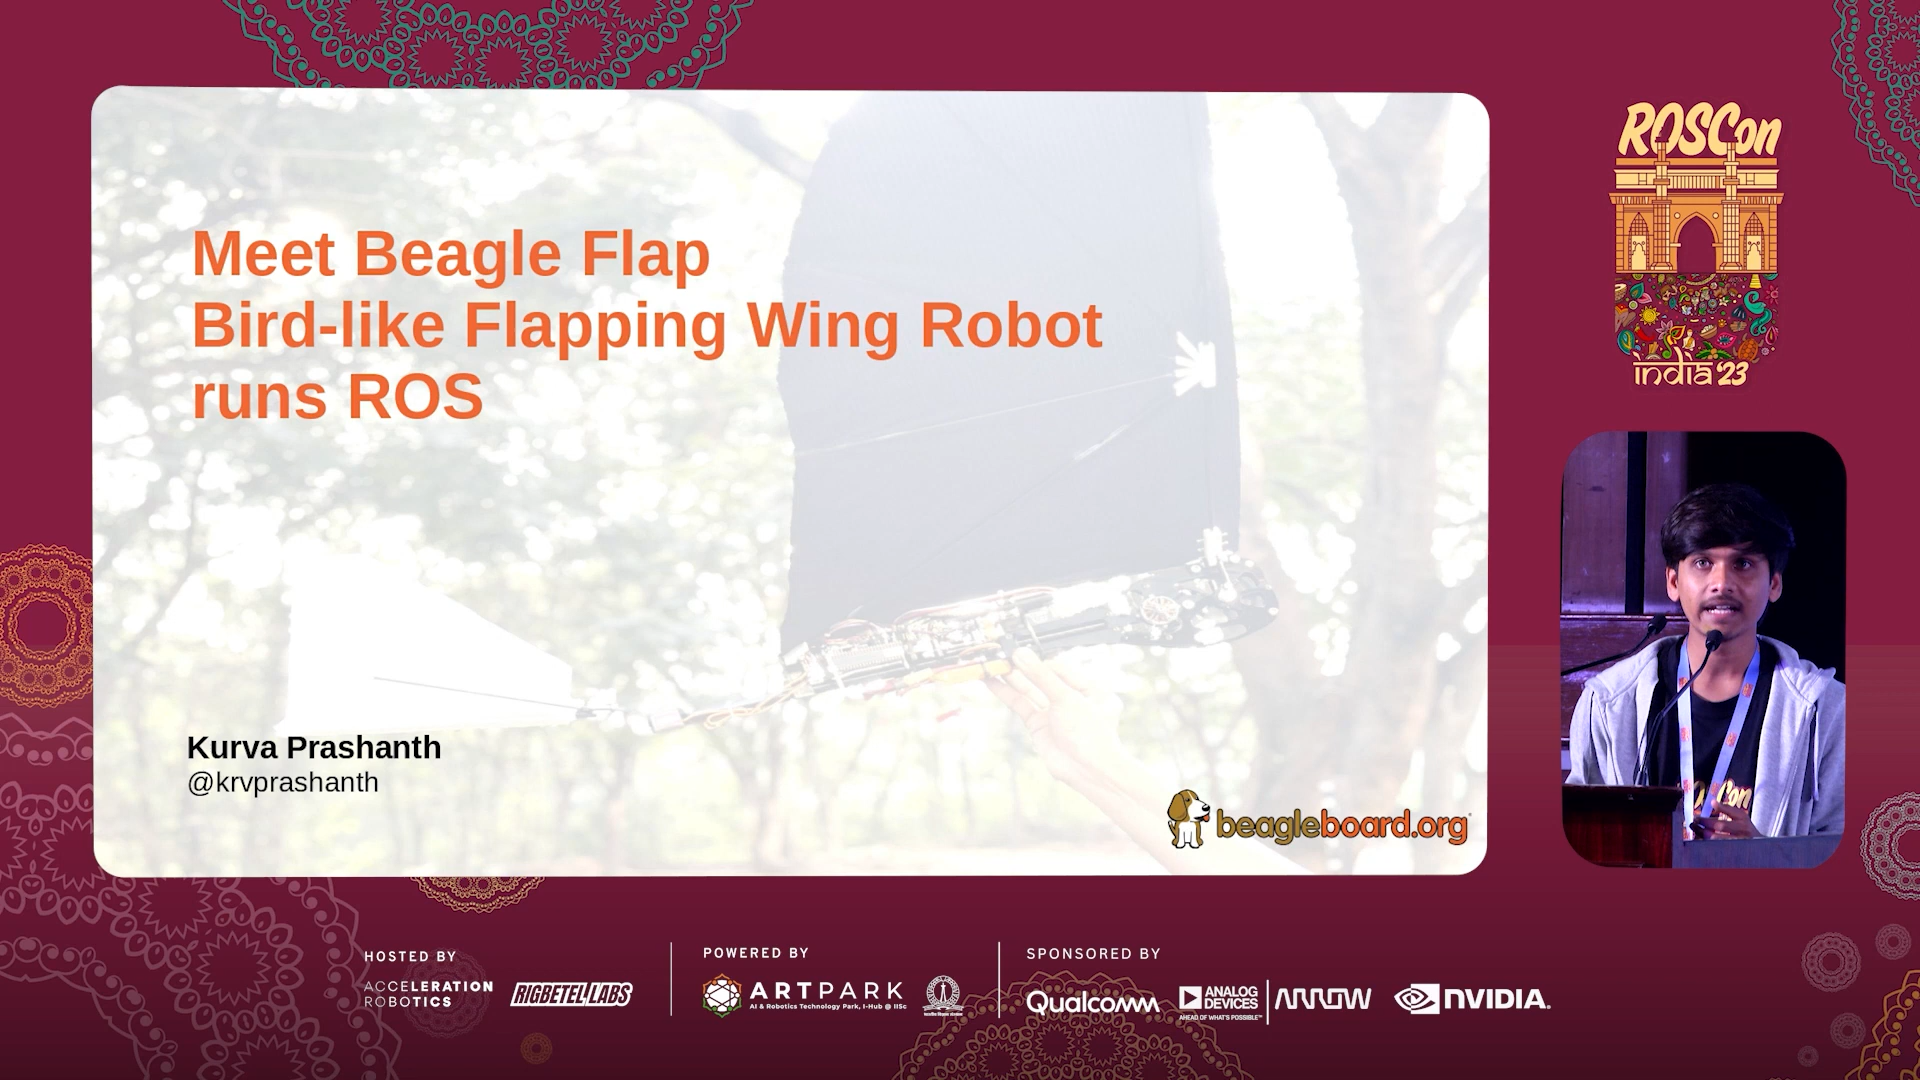 Meet Beagle Flap
Bird-like Flapping Wing Robot
runs ROS
Kurva Prashanth
@krvprashanth
beagleboard.org
ROSCon
india'23
HOSTED BY
ACCELERATION
ROBOTICS
RIGBETEL LABS
POWERED BY
ARTPARK
AI & Robotics Technology Park, I-Hub @ IISc
SPONSORED BY
Qualcomm
ANALOG
DEVICES
AHEAD OF WHAT'S POSSIBLE™
ARROW
NVIDIA.